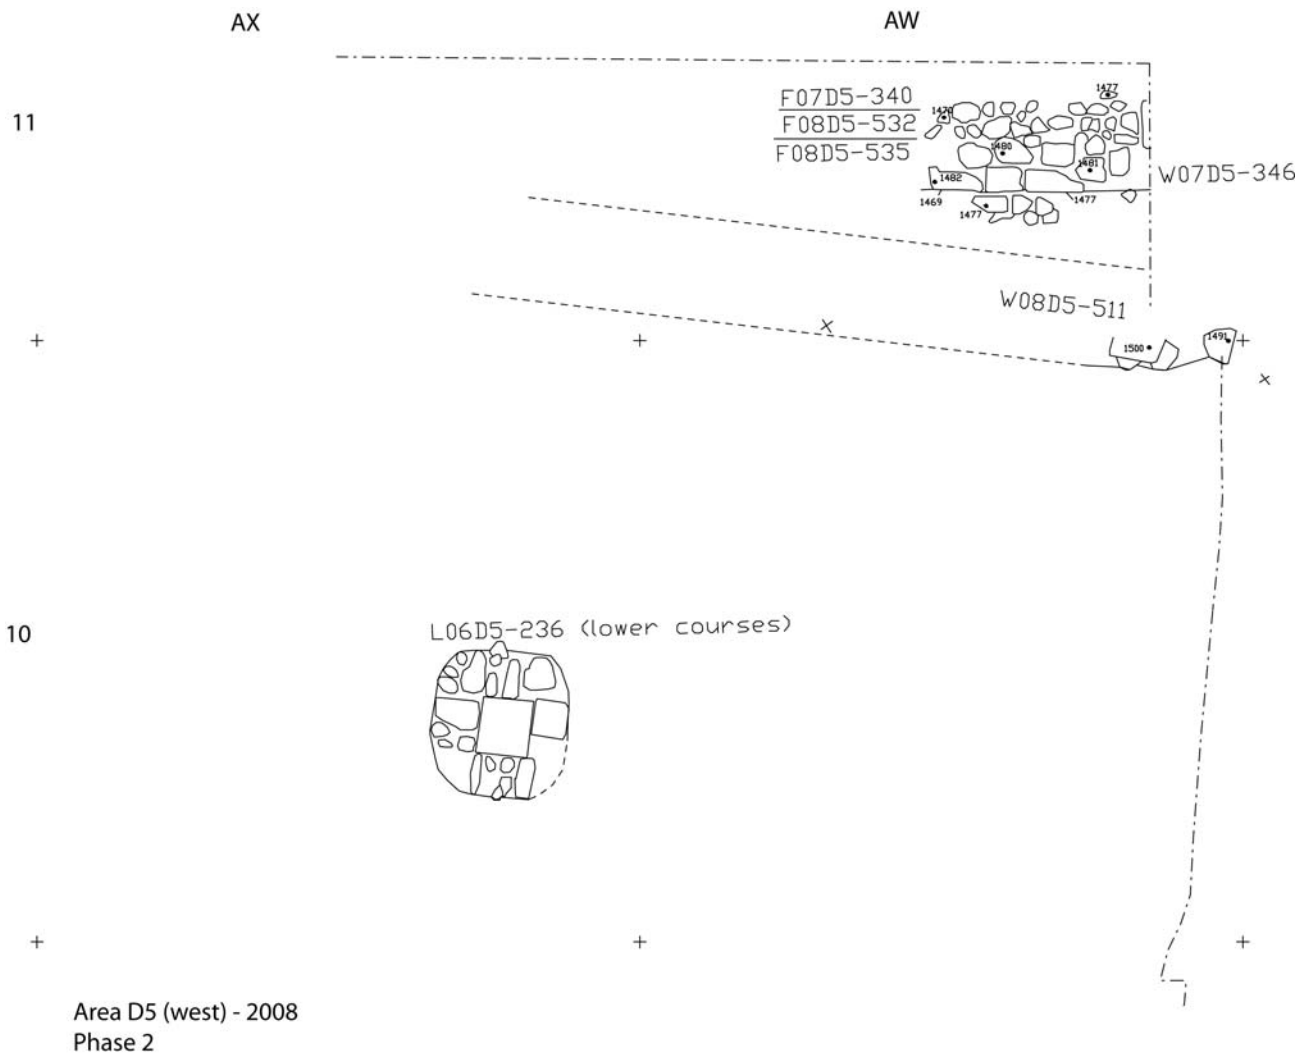 AX
AW
11
F07D5-340
F08D5-532
F08D5-535
1477
1470
1480
1481
1482
1469
1477
1477
W07D5-346
W08D5-511
1500
1491
10
L06D5-236 (lower courses)
Area D5 (west) - 2008
Phase 2